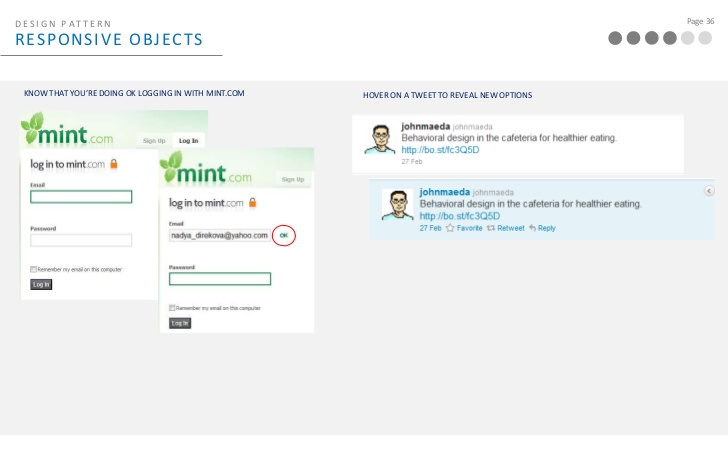 DESIGN PATTERN
RESPONSIVE OBJECTS
Page 36
KNOW THAT YOU'RE DOING OK LOGGING IN WITH MINT.COM
mint.com
Sign Up
Log In
log in to mint.com
Email
Password
Remember my email on this computer
Log In
mint.com
Sign Up
log in to mint.com
Email
nadya_direkova@yahoo.com
OK
Password
Remember my email on this computer
Log In
HOVER ON A TWEET TO REVEAL NEW OPTIONS
johnmaeda johnmaeda
Behavioral design in the cafeteria for healthier eating.
http://bo.st/fc3Q5D
27 Feb
johnmaeda johnmaeda
Behavioral design in the cafeteria for healthier eating.
http://bo.st/fc3Q5D
27 Feb Favorite Retweet Reply